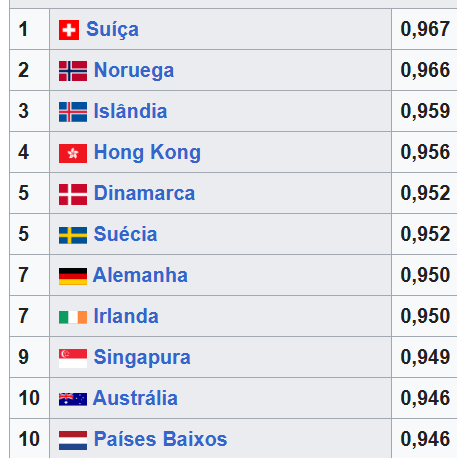 1 Suíça 0,967
2 Noruega 0,966
3 Islândia 0,959
4 Hong Kong 0,956
5 Dinamarca 0,952
5 Suécia 0,952
7 Alemanha 0,950
7 Irlanda 0,950
9 Singapura 0,949
10 Austrália 0,946
10 Países Baixos 0,946